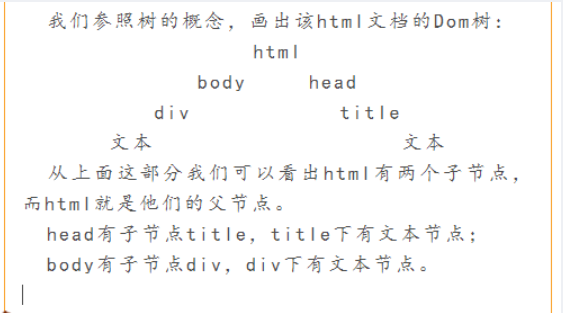 我们参照树的概念，画出该html文档的Dom树：
html
body head
div title
文本 文本
从上面这部分我们可以看出html有两个子节点，
而html就是他们的父节点。
head有子节点title，title下有文本节点；
body有子节点div，div下有文本节点。